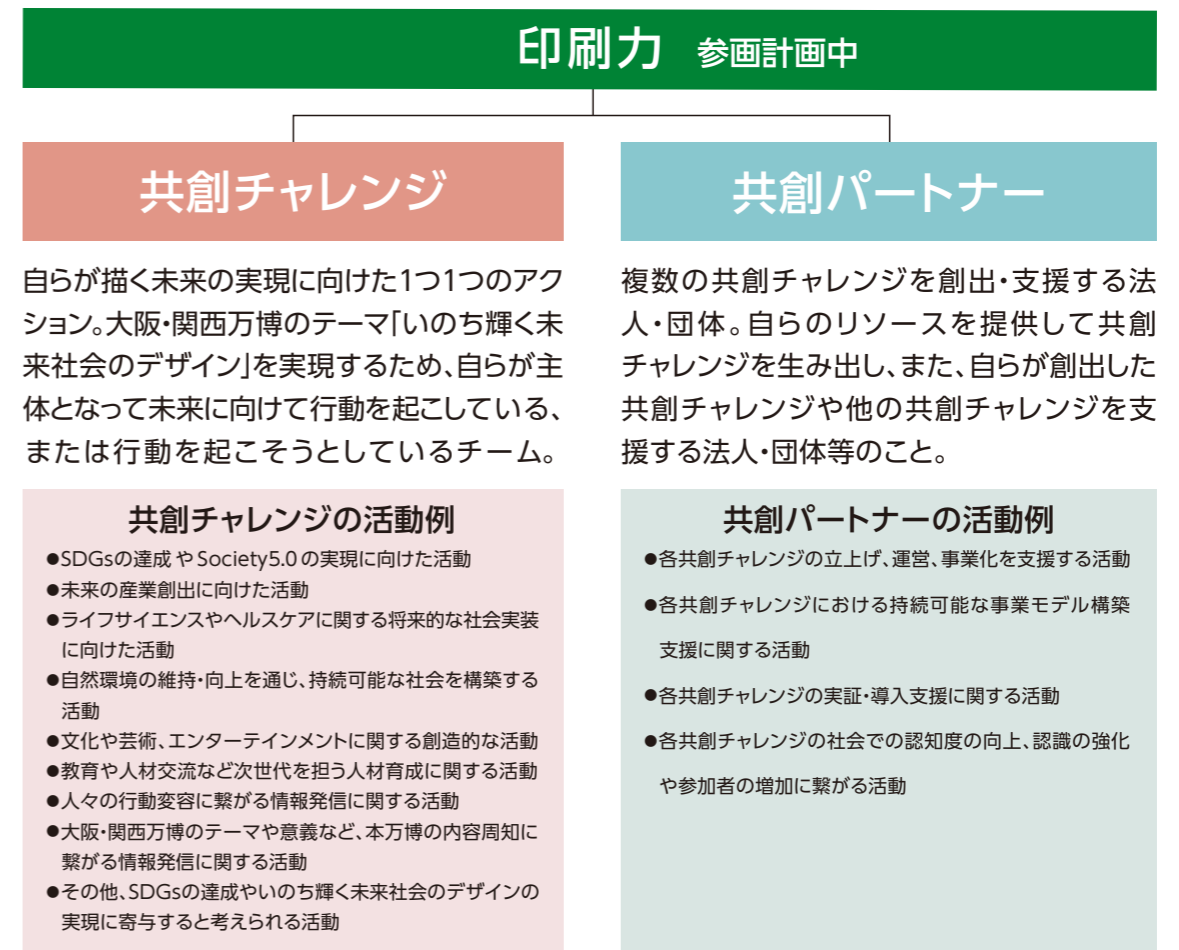 印刷力 参画計画中
共創チャレンジ
自らが描く未来の実現に向けた1つ1つのアク
ション。大阪・関西万博のテーマ「いのち輝く未
来社会のデザイン」を実現するため、自らが主
体となって未来に向けて行動を起こしている、
または行動を起こそうとしているチーム。
共創チャレンジの活動例
●SDGsの達成 や Society5.0 の実現に向けた活動
●未来の産業創出に向けた活動
●ライフサイエンスやヘルスケアに関する将来的な社会実装
に向けた活動
●自然環境の維持・向上を通じ、持続可能な社会を構築する
活動
●文化や芸術、エンターテインメントに関する創造的な活動
●教育や人材交流など次世代を担う人材育成に関する活動
●人々の行動変容に繋がる情報発信に関する活動
●大阪・関西万博のテーマや意義など、本万博の内容周知に
繋がる情報発信に関する活動
●その他、SDGsの達成やいのち輝く未来社会のデザインの
実現に寄与すると考えられる活動
共創パートナー
複数の共創チャレンジを創出・支援する法
人・団体。自らのリソースを提供して共創
チャレンジを生み出し、また、自らが創出した
共創チャレンジや他の共創チャレンジを支
援する法人・団体等のこと。
共創パートナーの活動例
●各共創チャレンジの立上げ、運営、事業化を支援する活動
●各共創チャレンジにおける持続可能な事業モデル構築
支援に関する活動
●各共創チャレンジの実証・導入支援に関する活動
●各共創チャレンジの社会での認知度の向上、認識の強化
や参加者の増加に繋がる活動